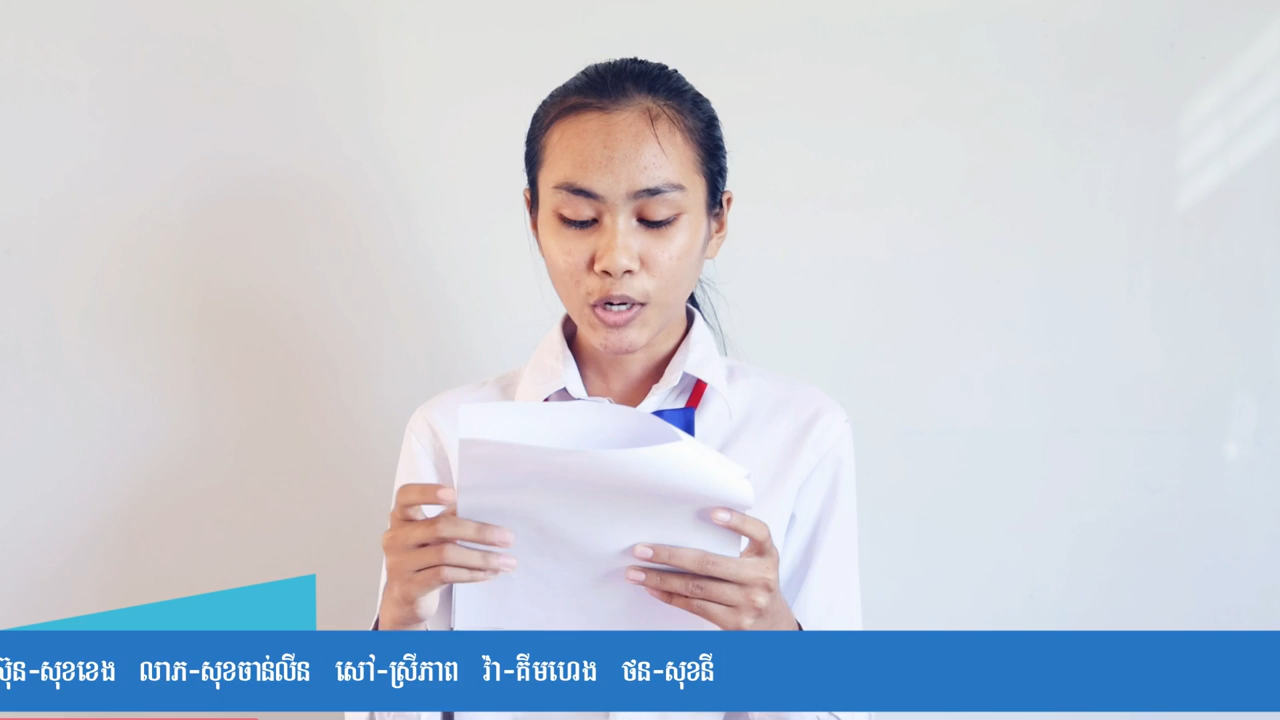 ស៊ុន-សុខខេង លាភ-សុខចាន់លីន សៅ-ស្រីភាព វ៉ា-គីមហេង ថន-សុខនី